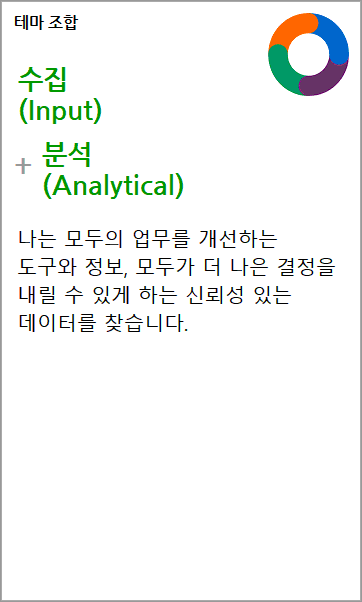 테마 조합
수집
(Input)
+ 분석
(Analytical)
나는 모두의 업무를 개선하는
도구와 정보, 모두가 더 나은 결정을
내릴 수 있게 하는 신뢰성 있는
데이터를 찾습니다.